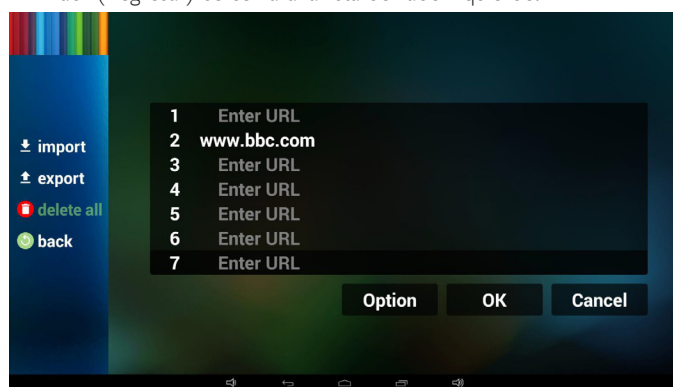 import
export
delete all
back
1 Enter URL
2 www.bbc.com
3 Enter URL
4 Enter URL
5 Enter URL
6 Enter URL
7 Enter URL
Option OK Cancel